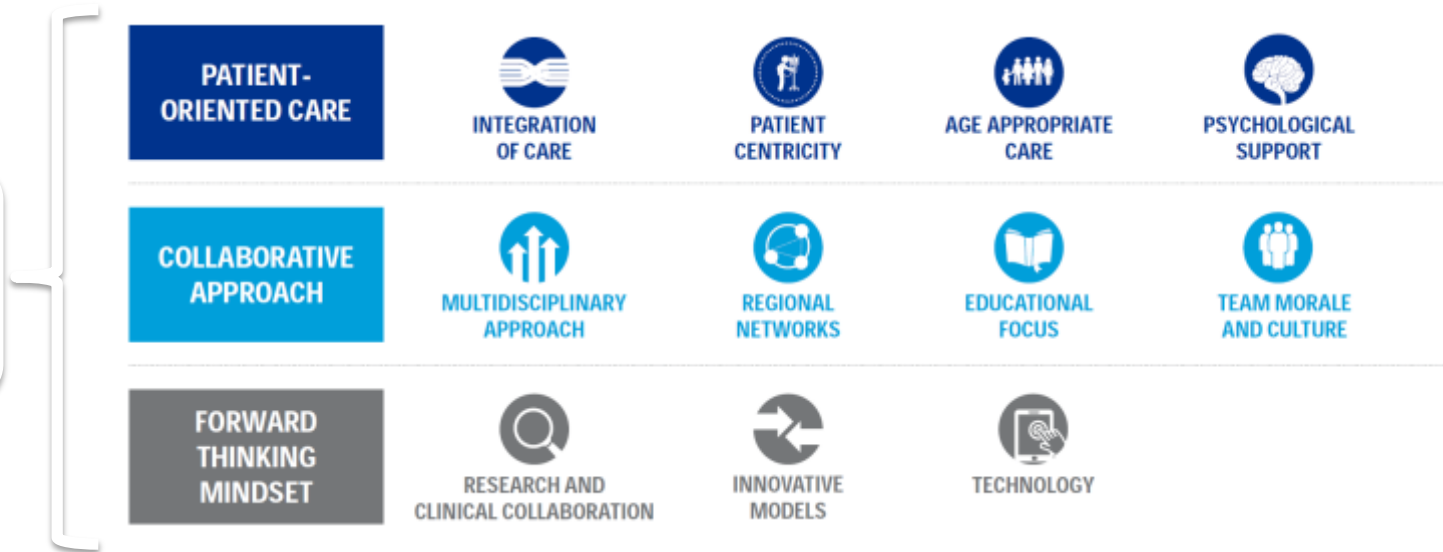 PATIENT-
ORIENTED CARE
INTEGRATION
OF CARE
PATIENT
CENTRICITY
AGE APPROPRIATE
CARE
PSYCHOLOGICAL
SUPPORT
COLLABORATIVE
APPROACH
MULTIDISCIPLINARY
APPROACH
REGIONAL
NETWORKS
EDUCATIONAL
FOCUS
TEAM MORALE
AND CULTURE
FORWARD
THINKING
MINDSET
RESEARCH AND
CLINICAL COLLABORATION
INNOVATIVE
MODELS
TECHNOLOGY